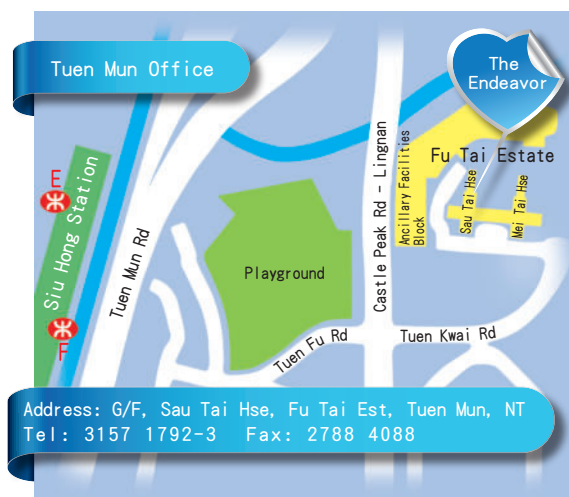 Tuen Mun Office
The
Endeavor
Fu Tai Estate
Ancillary Facilities
Block
Sau Tai Hse
Mei Tai Hse
Castle Peak Rd - Lingnan
E
Siu Hong Station
F
Tuen Mun Rd
Playground
Tuen Fu Rd
Tuen Kwai Rd
Address: G/F, Sau Tai Hse, Fu Tai Est, Tuen Mun, NT
Tel: 3157 1792-3 Fax: 2788 4088